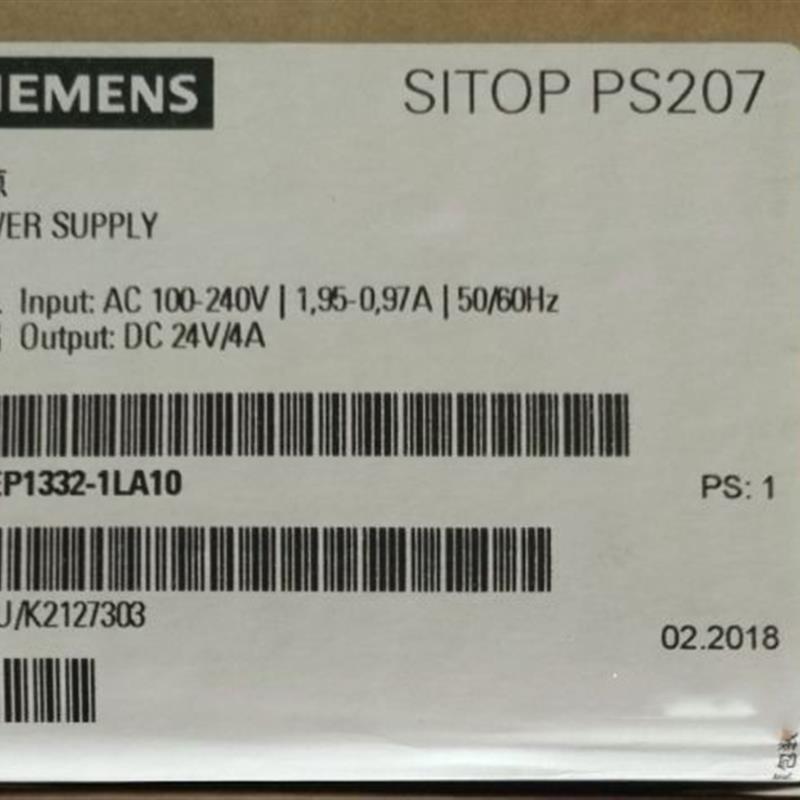 IEMENS
SITOP PS207
源
VER SUPPLY
Input: AC 100-240V | 1,95-0,97A | 50/60Hz
Output: DC 24V/4A
EP1332-1LA10
PS: 1
J/K2127303
02.2018